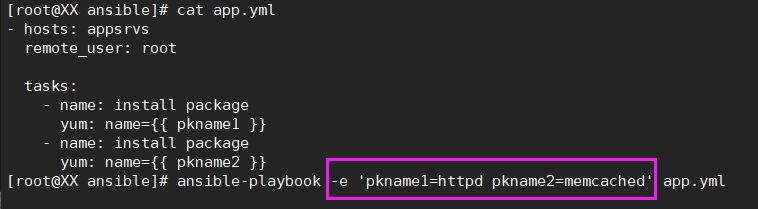 [root@XX ansible]# cat app.yml
- hosts: appsrvs
  remote_user: root

  tasks:
    - name: install package
      yum: name={{ pkname1 }}
    - name: install package
      yum: name={{ pkname2 }}
[root@XX ansible]# ansible-playbook -e 'pkname1=httpd pkname2=memcached' app.yml